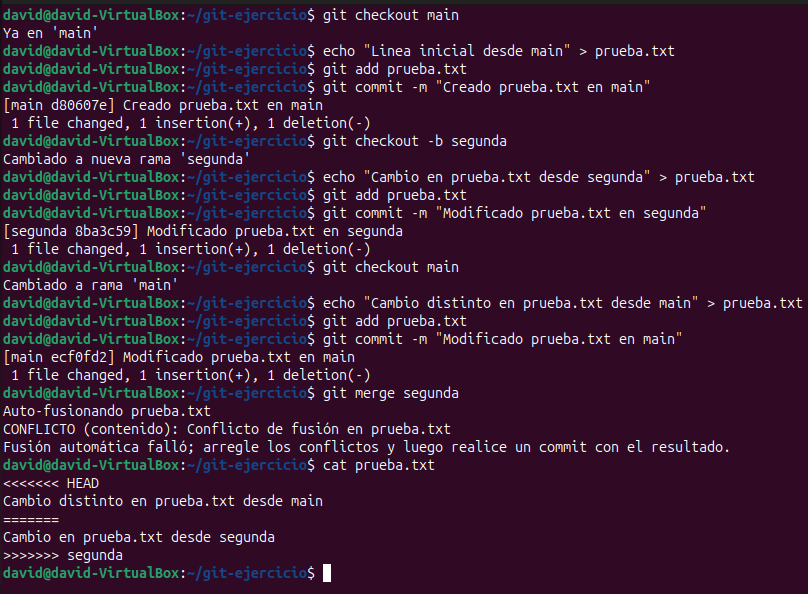 david@david-VirtualBox:~/git-ejercicio$ git checkout main
Ya en 'main'
david@david-VirtualBox:~/git-ejercicio$ echo "Linea inicial desde main" > prueba.txt
david@david-VirtualBox:~/git-ejercicio$ git add prueba.txt
david@david-VirtualBox:~/git-ejercicio$ git commit -m "Creado prueba.txt en main"
[main d80607e] Creado prueba.txt en main
 1 file changed, 1 insertion(+), 1 deletion(-)
david@david-VirtualBox:~/git-ejercicio$ git checkout -b segunda
Cambiado a nueva rama 'segunda'
david@david-VirtualBox:~/git-ejercicio$ echo "Cambio en prueba.txt desde segunda" > prueba.txt
david@david-VirtualBox:~/git-ejercicio$ git add prueba.txt
david@david-VirtualBox:~/git-ejercicio$ git commit -m "Modificado prueba.txt en segunda"
[segunda 8ba3c59] Modificado prueba.txt en segunda
 1 file changed, 1 insertion(+), 1 deletion(-)
david@david-VirtualBox:~/git-ejercicio$ git checkout main
Cambiado a rama 'main'
david@david-VirtualBox:~/git-ejercicio$ echo "Cambio distinto en prueba.txt desde main" > prueba.txt
david@david-VirtualBox:~/git-ejercicio$ git add prueba.txt
david@david-VirtualBox:~/git-ejercicio$ git commit -m "Modificado prueba.txt en main"
[main ecf0fd2] Modificado prueba.txt en main
 1 file changed, 1 insertion(+), 1 deletion(-)
david@david-VirtualBox:~/git-ejercicio$ git merge segunda
Auto-fusionando prueba.txt
CONFLICTO (contenido): Conflicto de fusión en prueba.txt
Fusión automática falló; arregle los conflictos y luego realice un commit con el resultado.
david@david-VirtualBox:~/git-ejercicio$ cat prueba.txt
<<<<<<< HEAD
Cambio distinto en prueba.txt desde main
=======
Cambio en prueba.txt desde segunda
>>>>>>> segunda
david@david-VirtualBox:~/git-ejercicio$